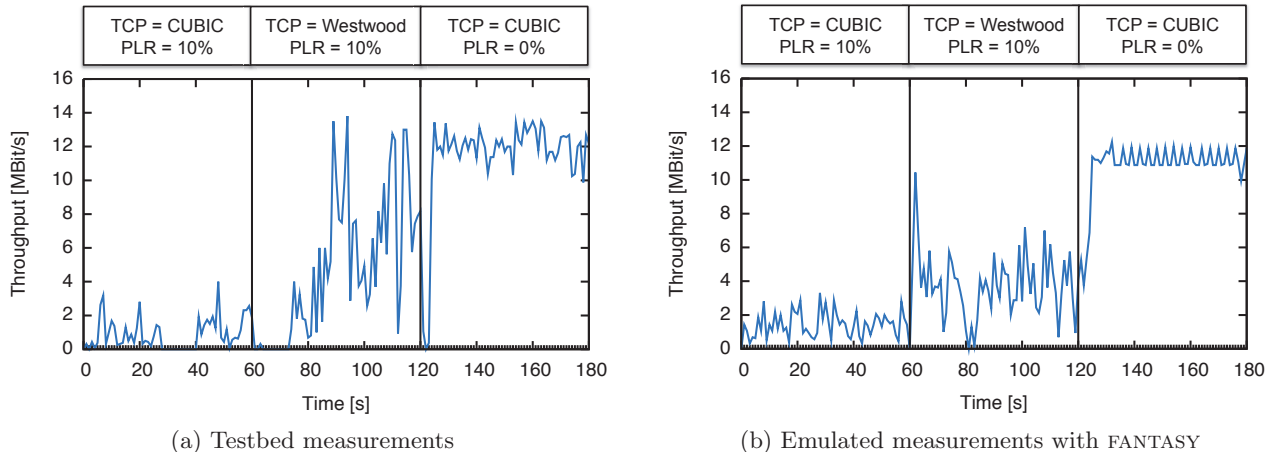 TCP = CUBIC
PLR = 10%
TCP = Westwood
PLR = 10%
TCP = CUBIC
PLR = 0%
Throughput [MBit/s]
16
14
12
10
8
6
4
2
0
0 20 40 60 80 100 120 140 160 180
Time [s]
(a) Testbed measurements
TCP = CUBIC
PLR = 10%
TCP = Westwood
PLR = 10%
TCP = CUBIC
PLR = 0%
Throughput [MBit/s]
16
14
12
10
8
6
4
2
0
0 20 40 60 80 100 120 140 160 180
Time [s]
(b) Emulated measurements with FANTASY